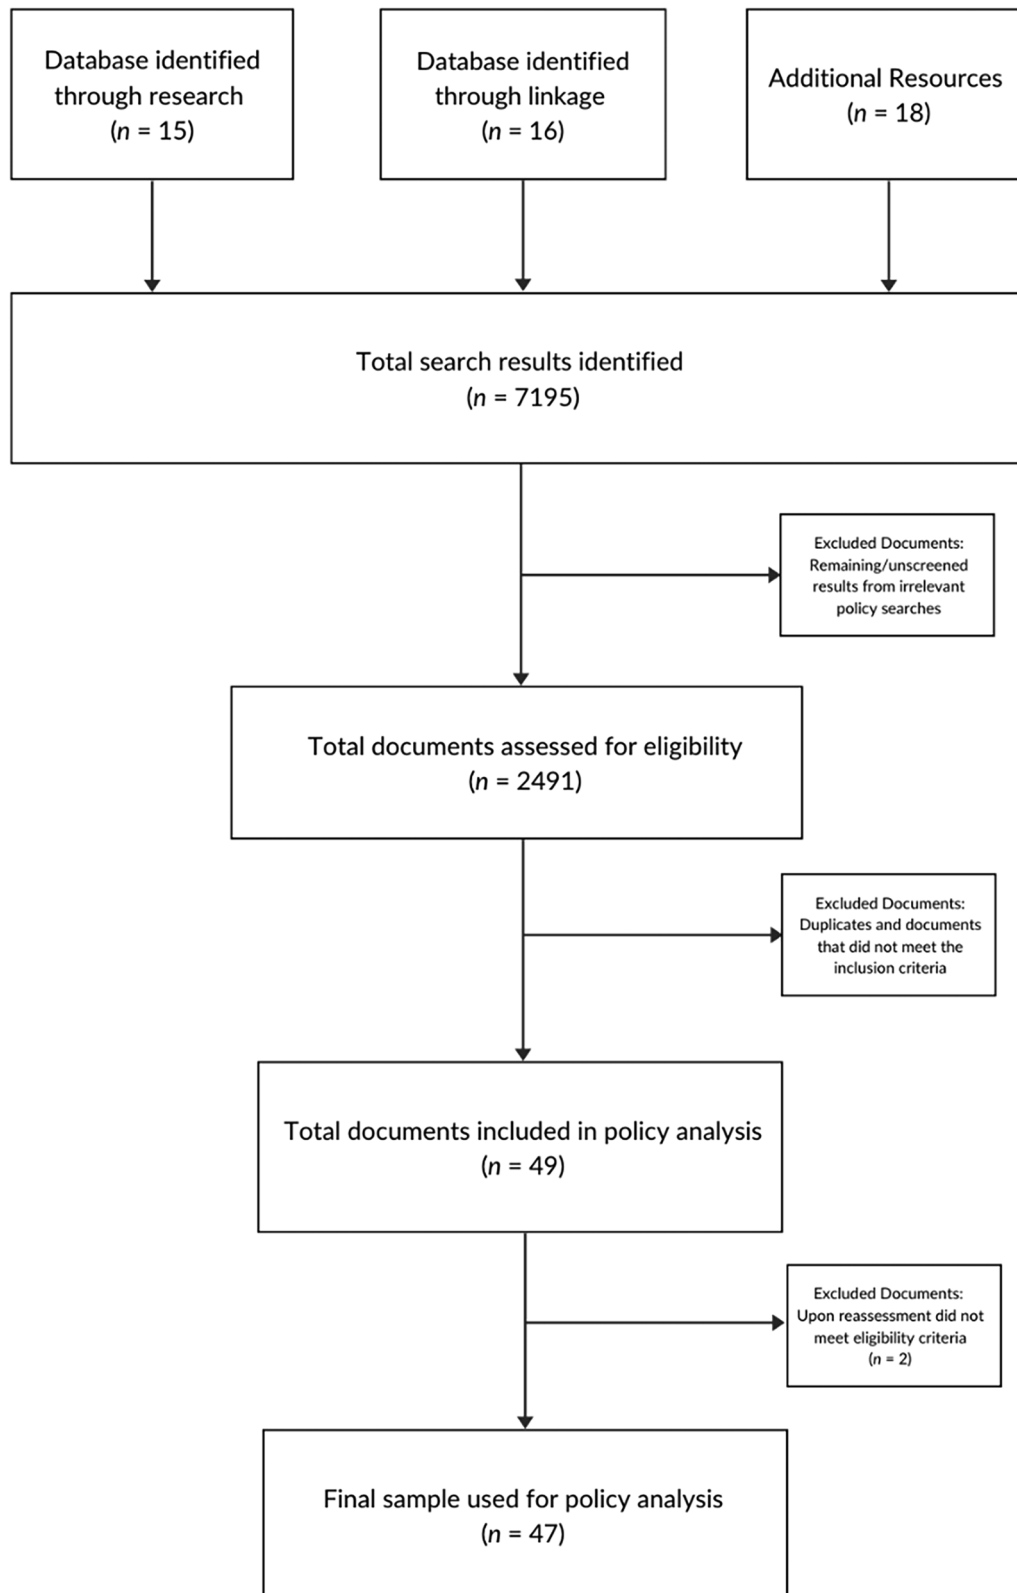 Database identified
through research
(n = 15)
Database identified
through linkage
(n = 16)
Additional Resources
(n = 18)
Total search results identified
(n = 7195)
Excluded Documents:
Remaining/unscreened
results from irrelevant
policy searches
Total documents assessed for eligibility
(n = 2491)
Excluded Documents:
Duplicates and documents
that did not meet the
inclusion criteria
Total documents included in policy analysis
(n = 49)
Excluded Documents:
Upon reassessment did not
meet eligibility criteria
(n = 2)
Final sample used for policy analysis
(n = 47)